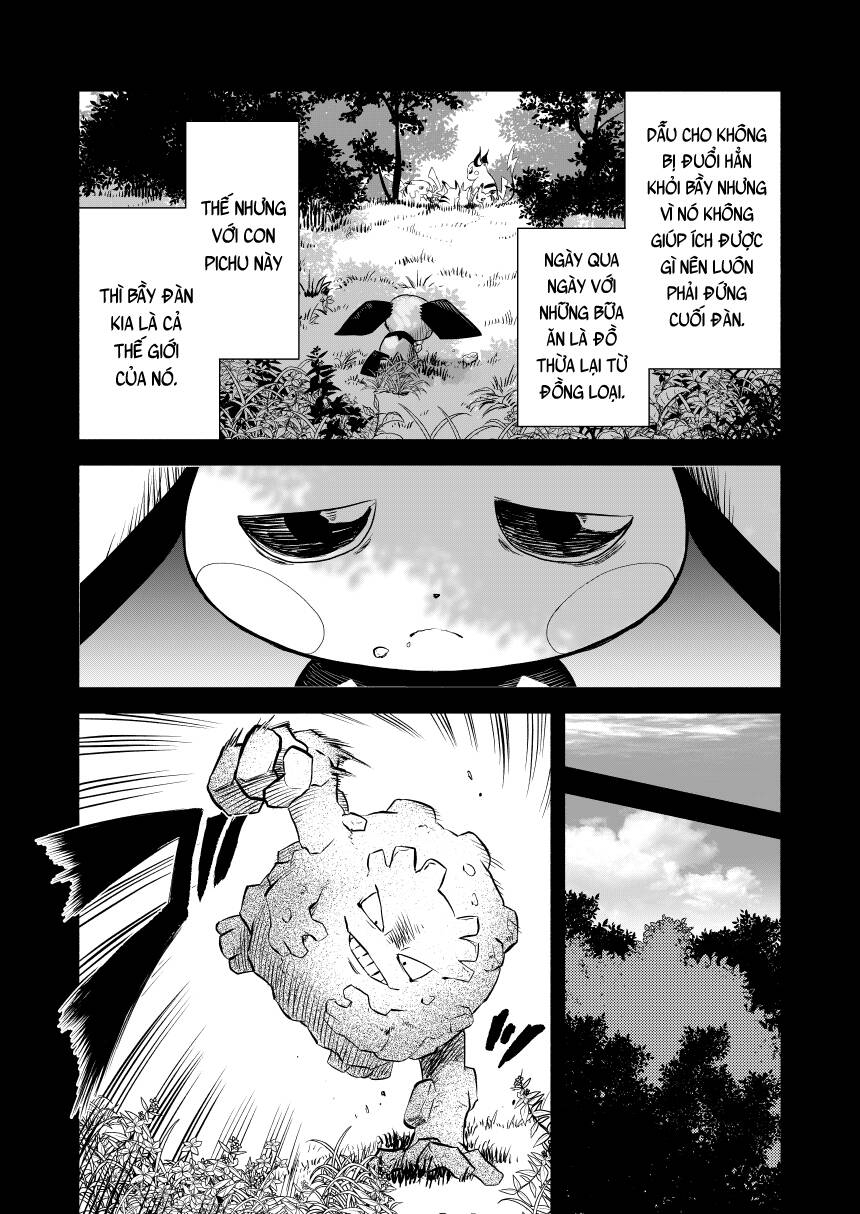 DẪU CHO KHÔNG
BỊ ĐUỔI HẲN
KHỎI BẦY NHƯNG
VÌ NÓ KHÔNG
GIÚP ÍCH ĐƯỢC
GÌ NÊN LUÔN
PHẢI ĐỨNG
CUỐI ĐÀN.
NGÀY QUA
NGÀY VỚI
NHỮNG BỮA
ĂN LÀ ĐỒ
THỪA LẠI TỪ
ĐỒNG LOẠI.
THẾ NHƯNG
VỚI CON
PICHU NÀY
THÌ BẦY ĐÀN
KIA LÀ CẢ
THẾ GIỚI
CỦA NÓ.